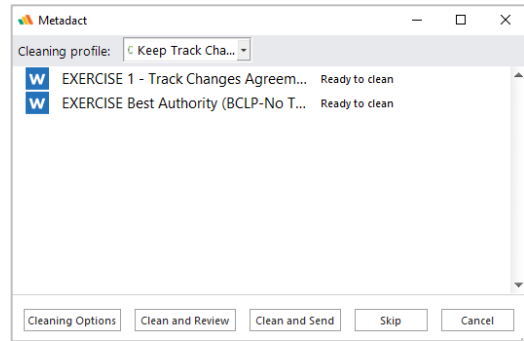 Metadact
Cleaning profile: C Keep Track Cha...
W EXERCISE 1 - Track Changes Agreem... Ready to clean
W EXERCISE Best Authority (BCLP-No T... Ready to clean
Cleaning Options Clean and Review Clean and Send Skip Cancel